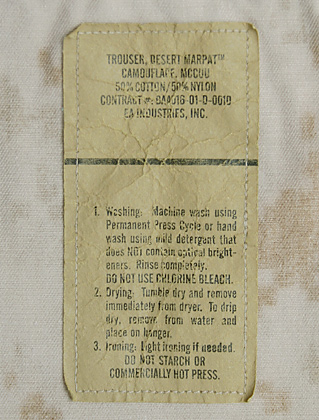 TROUSER, DESERT MARPAT™
CAMOUFLAGE, MCCUU
50% COTTON/50% NYLON
CONTRACT #: 6AA016-01-D-0010
EA INDUSTRIES, INC.
1. Washing: Machine wash using
Permanent Press Cycle or hand
wash using mild detergent that
does NOT contain optical bright-
eners. Rinse completely.
DO NOT USE CHLORINE BLEACH.
2. Drying: Tumble dry and remove
immediately from dryer. To drip
dry, remove from water and
place on hanger.
3. Ironing: Light ironing if needed.
DO NOT STARCH OR
COMMERCIALLY HOT PRESS.